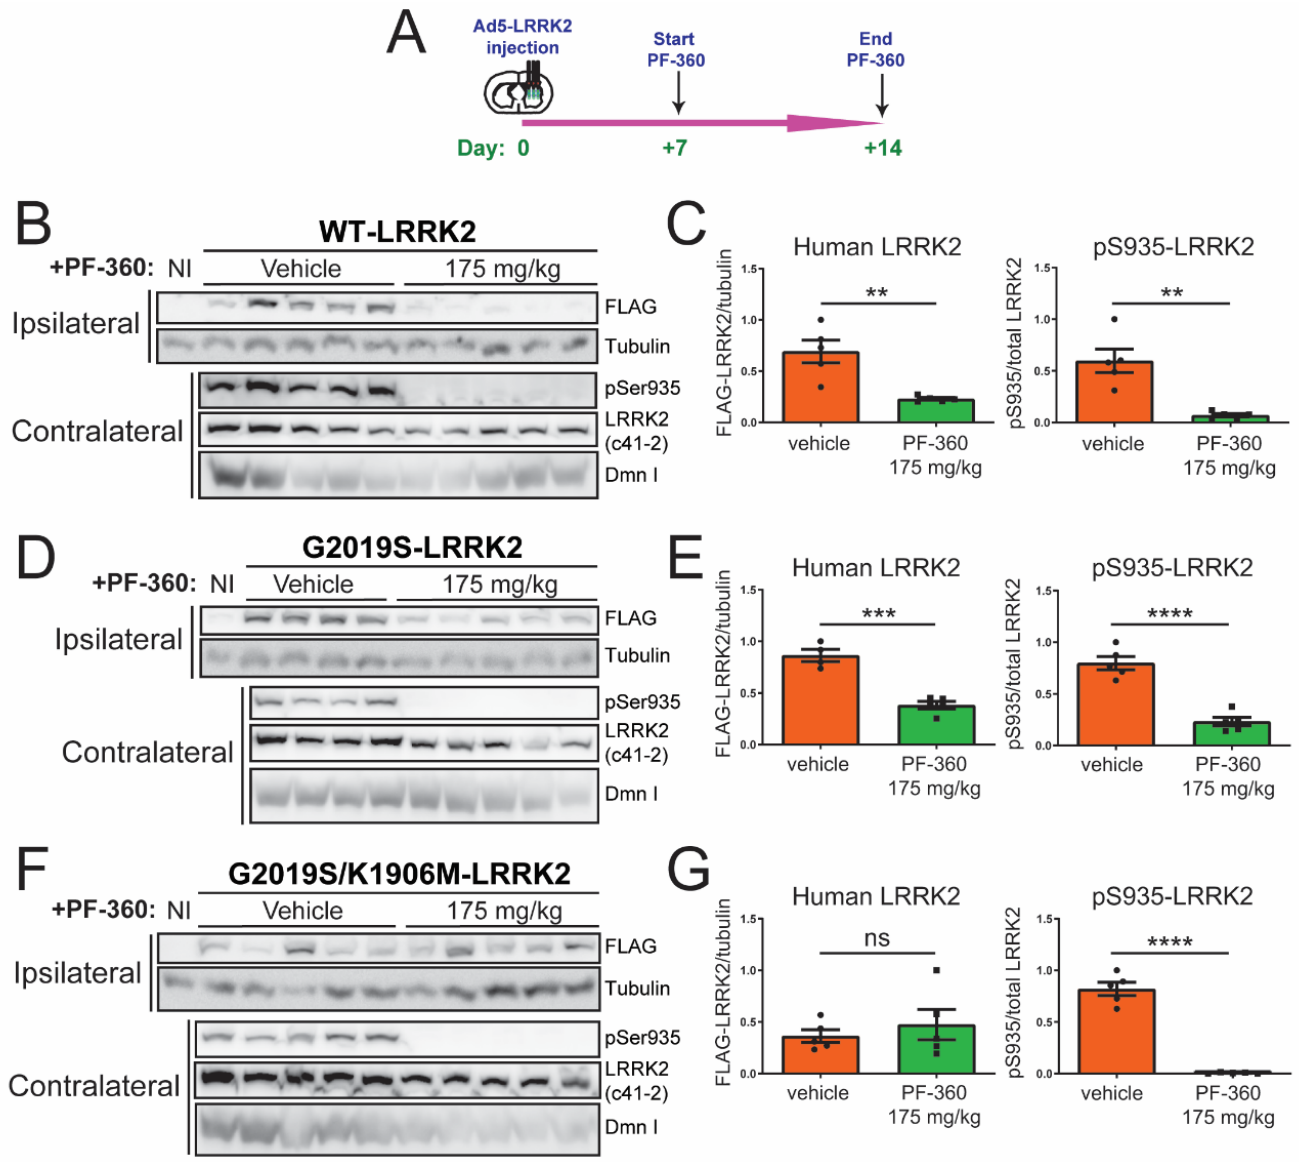 A
Ad5-LRRK2
injection
Start
PF-360
End
PF-360
Day: 0 +7 +14
B
WT-LRRK2
+PF-360: NI Vehicle 175 mg/kg
Ipsilateral
FLAG
Tubulin
Contralateral
pSer935
LRRK2
(c41-2)
Dmn I
C
Human LRRK2
FLAG-LRRK2/tubulin
1.5
1.0
0.5
0.0
**
vehicle
PF-360
175 mg/kg
pS935-LRRK2
pS935/total LRRK2
1.5
1.0
0.5
0.0
**
vehicle
PF-360
175 mg/kg
D
G2019S-LRRK2
+PF-360: NI Vehicle 175 mg/kg
Ipsilateral
FLAG
Tubulin
Contralateral
pSer935
LRRK2
(c41-2)
Dmn I
E
Human LRRK2
FLAG-LRRK2/tubulin
1.5
1.0
0.5
0.0
***
vehicle
PF-360
175 mg/kg
pS935-LRRK2
pS935/total LRRK2
1.5
1.0
0.5
0.0
****
vehicle
PF-360
175 mg/kg
F
G2019S/K1906M-LRRK2
+PF-360: NI Vehicle 175 mg/kg
Ipsilateral
FLAG
Tubulin
Contralateral
pSer935
LRRK2
(c41-2)
Dmn I
G
Human LRRK2
FLAG-LRRK2/tubulin
1.5
1.0
0.5
0.0
ns
vehicle
PF-360
175 mg/kg
pS935-LRRK2
pS935/total LRRK2
1.5
1.0
0.5
0.0
****
vehicle
PF-360
175 mg/kg